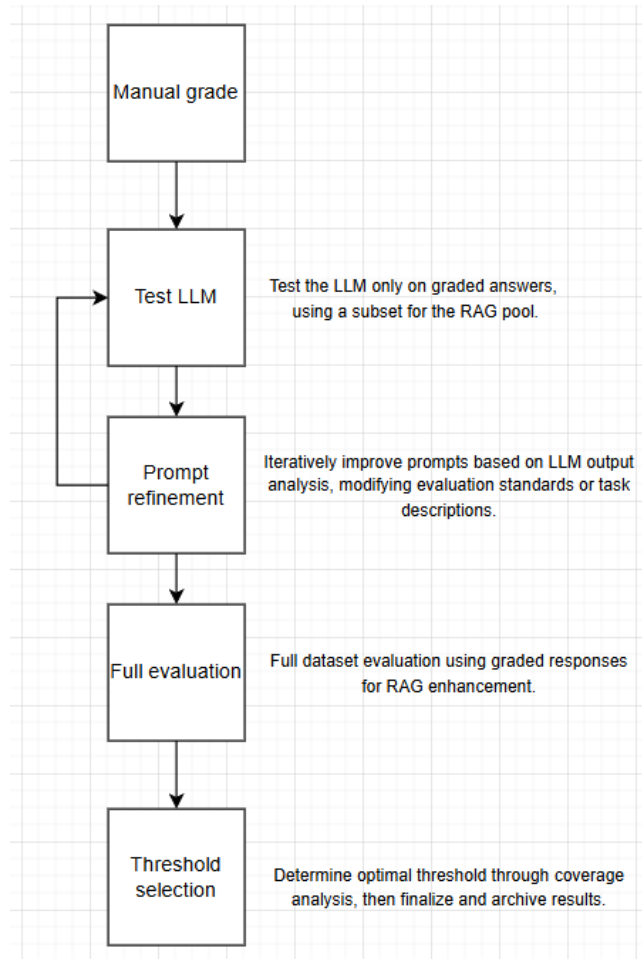 Manual grade
Test LLM
Test the LLM only on graded answers,
using a subset for the RAG pool.
Prompt
refinement
Iteratively improve prompts based on LLM output
analysis, modifying evaluation standards or task
descriptions.
Full evaluation
Full dataset evaluation using graded responses
for RAG enhancement.
Threshold
selection
Determine optimal threshold through coverage
analysis, then finalize and archive results.